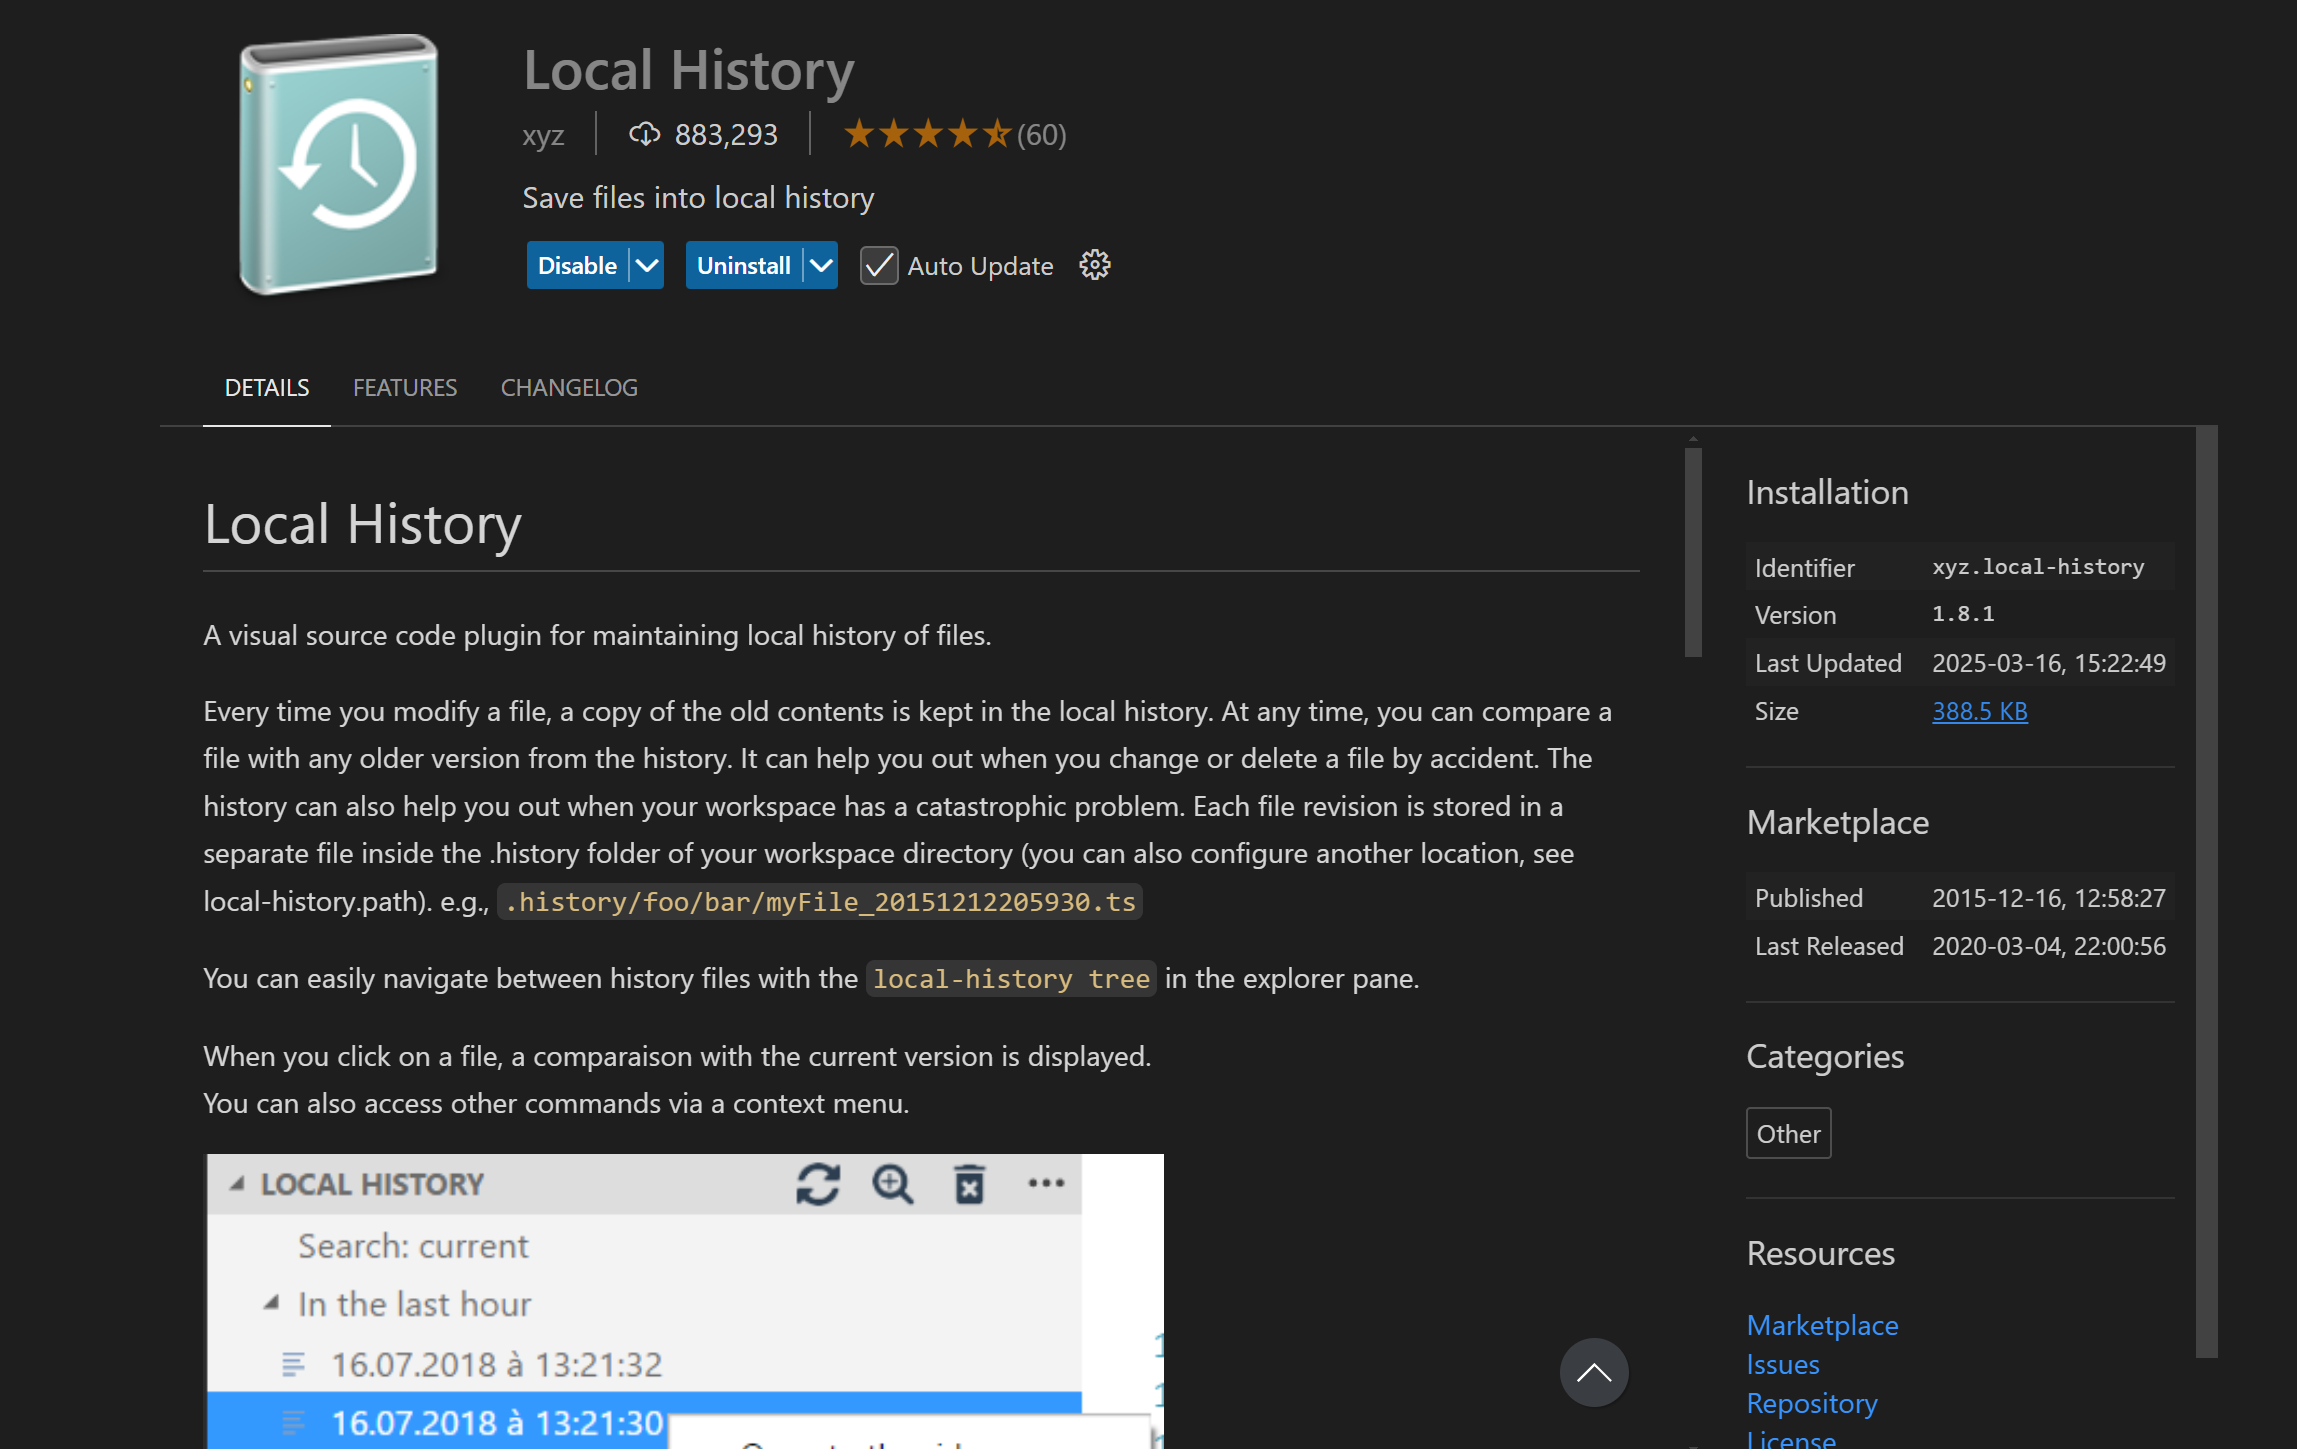 Local History
xyz
883,293
(60)
Save files into local history
Disable
Uninstall
Auto Update
DETAILS
FEATURES
CHANGELOG
Local History
A visual source code plugin for maintaining local history of files.
Every time you modify a file, a copy of the old contents is kept in the local history. At any time, you can compare a
file with any older version from the history. It can help you out when you change or delete a file by accident. The
history can also help you out when your workspace has a catastrophic problem. Each file revision is stored in a
separate file inside the .history folder of your workspace directory (you can also configure another location, see
local-history.path). e.g., .history/foo/bar/myFile_20151212205930.ts
You can easily navigate between history files with the local-history tree in the explorer pane.
When you click on a file, a comparaison with the current version is displayed.
You can also access other commands via a context menu.
LOCAL HISTORY
Search: current
In the last hour
16.07.2018 à 13:21:32
16.07.2018 à 13:21:30
Installation
Identifier xyz.local-history
Version 1.8.1
Last Updated 2025-03-16, 15:22:49
Size 388.5 KB
Marketplace
Published 2015-12-16, 12:58:27
Last Released 2020-03-04, 22:00:56
Categories
Other
Resources
Marketplace
Issues
Repository
License